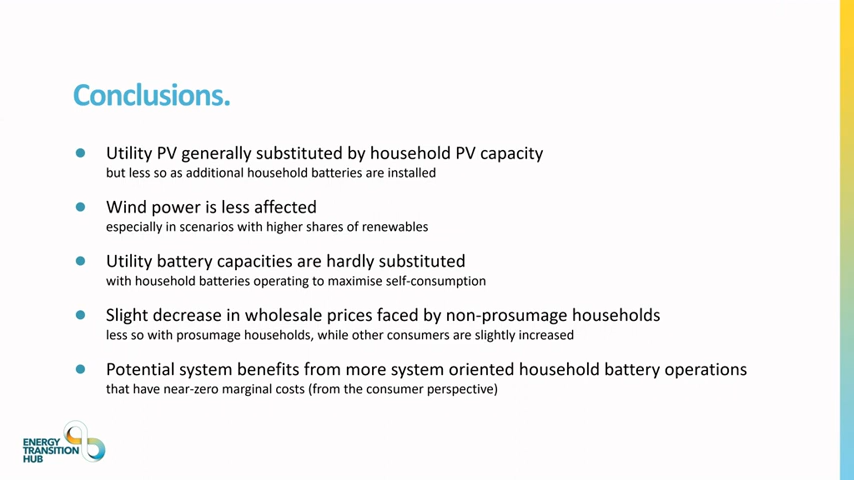 Conclusions.
Utility PV generally substituted by household PV capacity
but less so as additional household batteries are installed
Wind power is less affected
especially in scenarios with higher shares of renewables
Utility battery capacities are hardly substituted
with household batteries operating to maximise self-consumption
Slight decrease in wholesale prices faced by non-prosumage households
less so with prosumage households, while other consumers are slightly increased
Potential system benefits from more system oriented household battery operations
that have near-zero marginal costs (from the consumer perspective)
ENERGY
TRANSITION
HUB